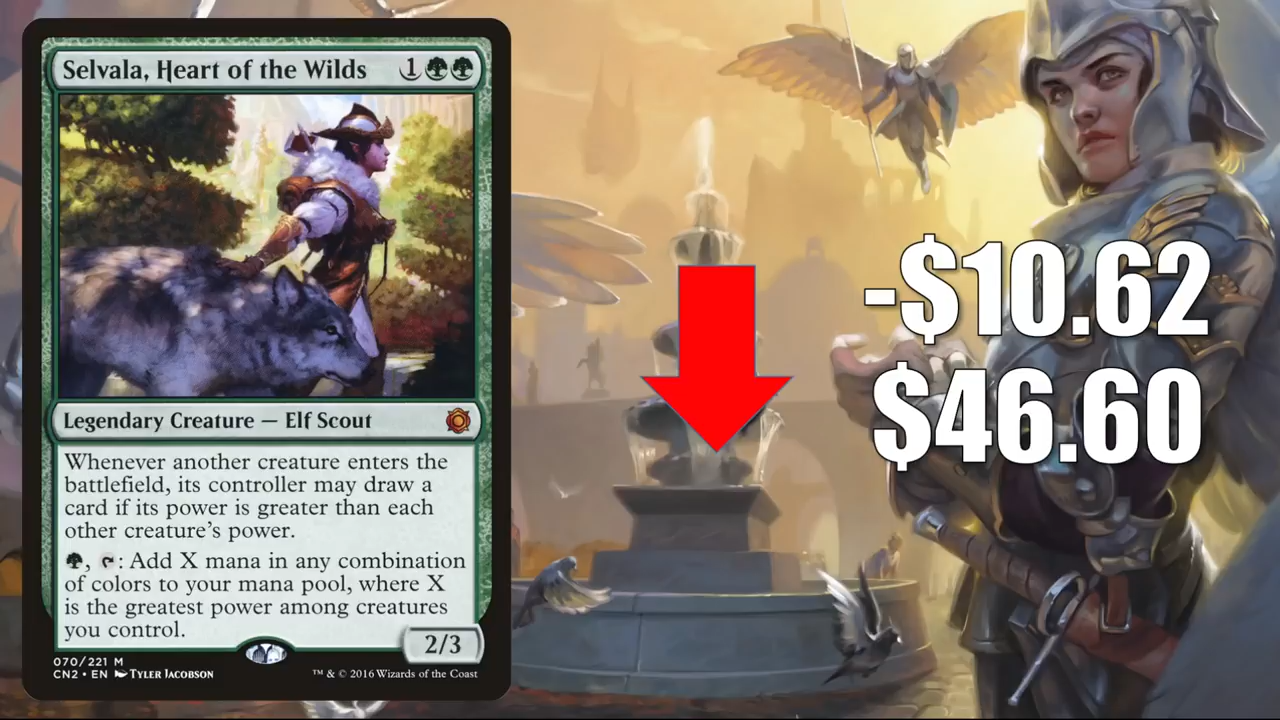 Selvala, Heart of the Wilds 1
Legendary Creature — Elf Scout
Whenever another creature enters the
battlefield, its controller may draw a
card if its power is greater than each
other creature's power.
, : Add X mana in any combination
of colors to your mana pool, where X
is the greatest power among creatures
you control.
2/3
070/221 M
CN2 • EN Tyler Jacobson
™ & © 2016 Wizards of the Coast
-$10.62
$46.60